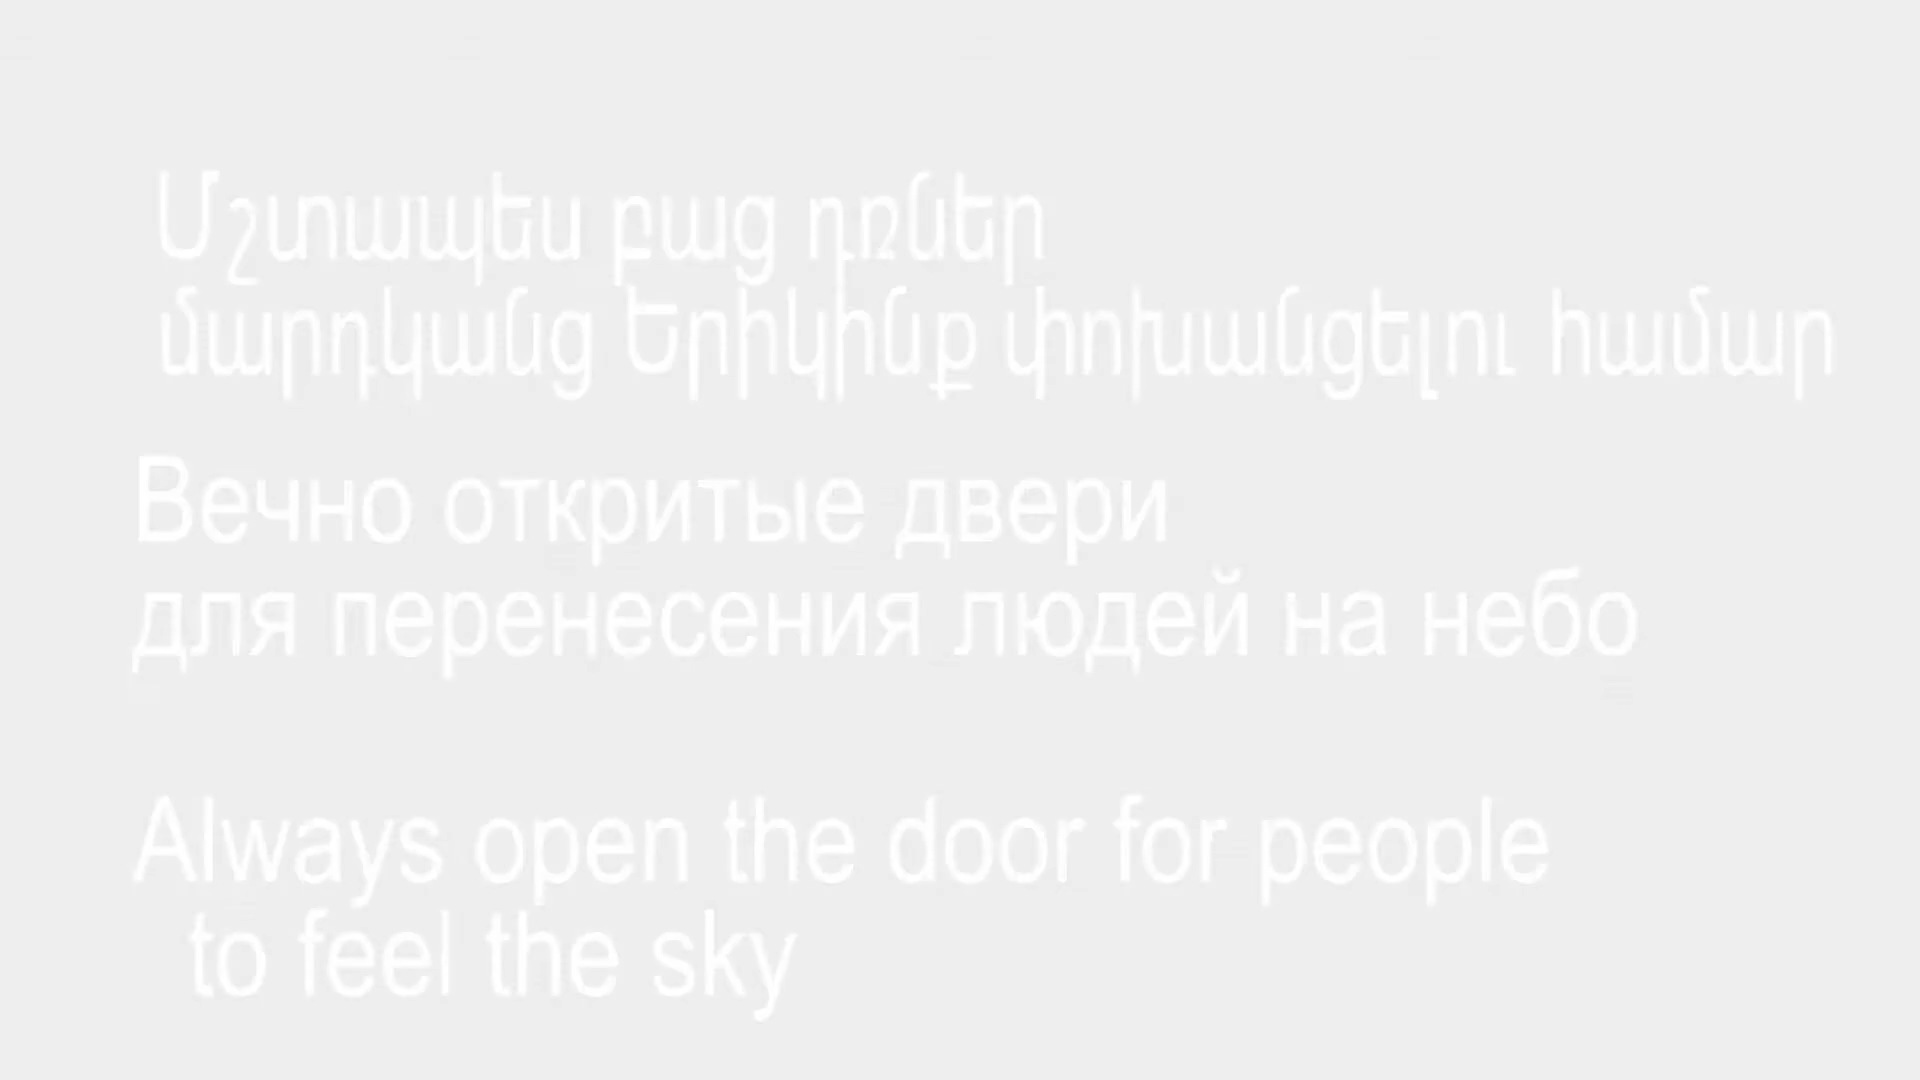 Մշտապես բաց դռներ
մարդկանց Երիկինք փոխանցելու համար
Вечно откритые двери
для перенесения людей на небо
Always open the door for people
to feel the sky